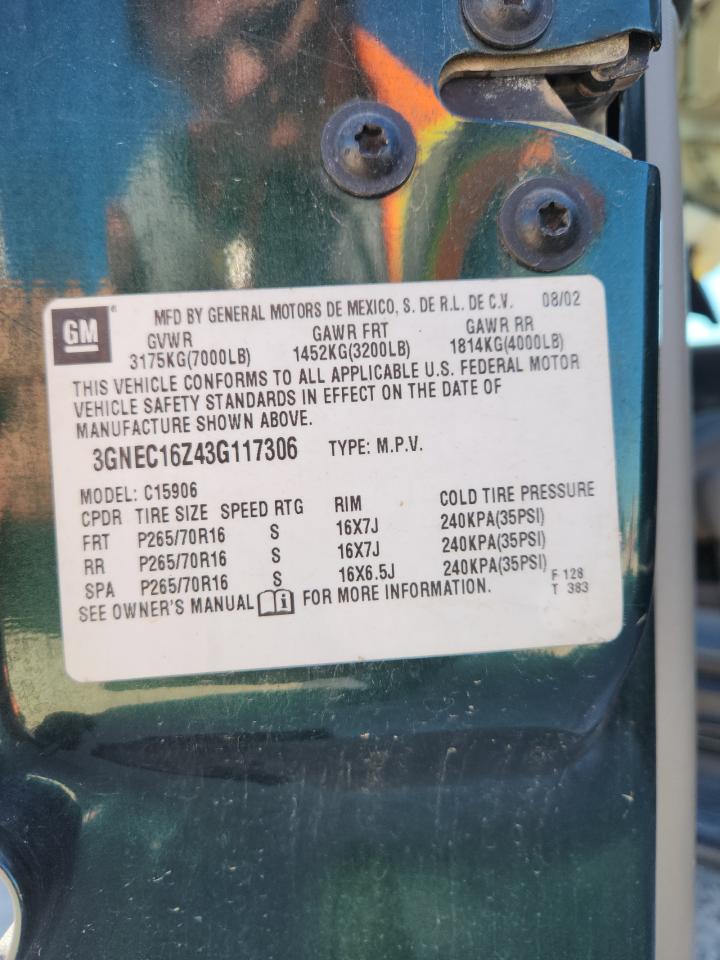 GM
MFD BY GENERAL MOTORS DE MEXICO, S. DE R.L. DE C.V. 08/02
GVWR GAWR FRT GAWR RR
3175KG(7000LB) 1452KG(3200LB) 1814KG(4000LB)
THIS VEHICLE CONFORMS TO ALL APPLICABLE U.S. FEDERAL MOTOR
VEHICLE SAFETY STANDARDS IN EFFECT ON THE DATE OF
MANUFACTURE SHOWN ABOVE.
3GNEC16Z43G117306 TYPE: M.P.V.
MODEL: C15906
CPDR TIRE SIZE SPEED RTG RIM COLD TIRE PRESSURE
FRT P265/70R16 S 16X7J 240KPA(35PSI)
RR P265/70R16 S 16X7J 240KPA(35PSI)
SPA P265/70R16 S 16X6.5J 240KPA(35PSI)
SEE OWNER'S MANUAL i FOR MORE INFORMATION.
F 128
T 383